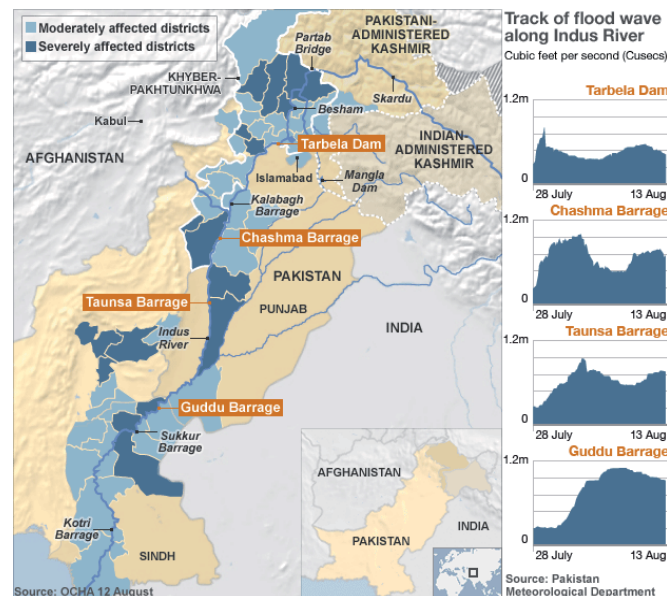 Moderately affected districts
Severely affected districts
PAKISTANI-
ADMINISTERED
KASHMIR
Partab
Bridge
KHYBER-
PAKHTUNKHWA
Skardu
Besham
Kabul
Tarbela Dam
INDIAN-
ADMINISTERED
KASHMIR
AFGHANISTAN
Islamabad
Mangla
Dam
Kalabagh
Barrage
Chashma Barrage
PAKISTAN
Taunsa Barrage
PUNJAB
Indus
River
INDIA
Guddu Barrage
Sukkur
Barrage
Kotri
Barrage
SINDH
Source: OCHA 12 August
AFGHANISTAN
PAKISTAN
INDIA
Track of flood wave
along Indus River
Cubic feet per second (Cusecs)
Tarbela Dam
1.2m
0
28 July 13 Aug
Chashma Barrage
1.2m
0
28 July 13 Aug
Taunsa Barrage
1.2m
0
28 July 13 Aug
Guddu Barrage
1.2m
0
28 July 13 Aug
Source: Pakistan
Meteorological Department